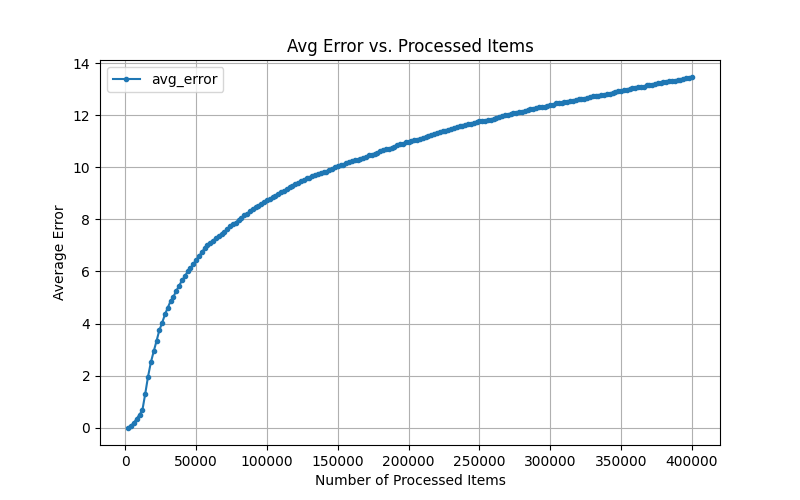 Avg Error vs. Processed Items
avg_error
Average Error
14
12
10
8
6
4
2
0
0 50000 100000 150000 200000 250000 300000 350000 400000
Number of Processed Items